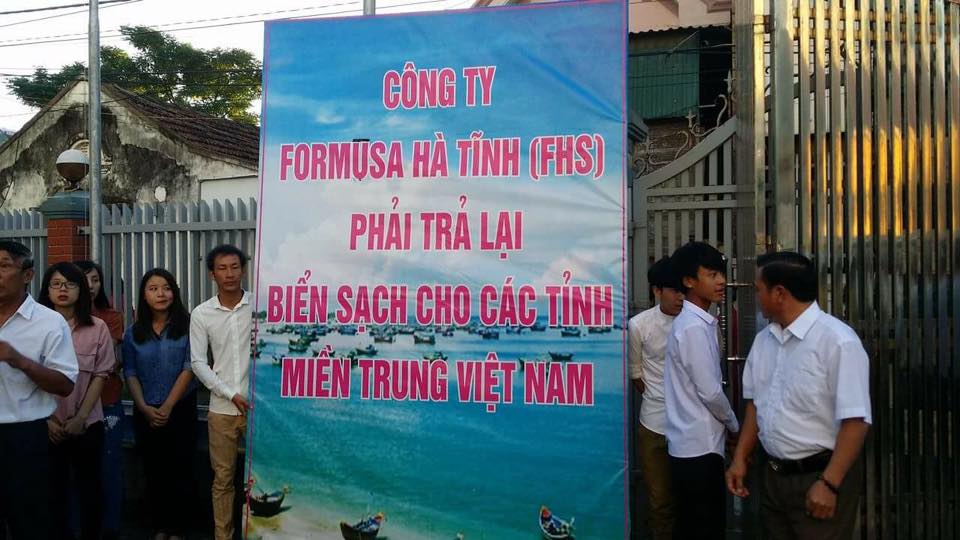 CÔNG TY
FORMUSA HÀ TĨNH (FHS)
PHẢI TRẢ LẠI
BIỂN SẠCH CHO CÁC TỈNH
MIỀN TRUNG VIỆT NAM